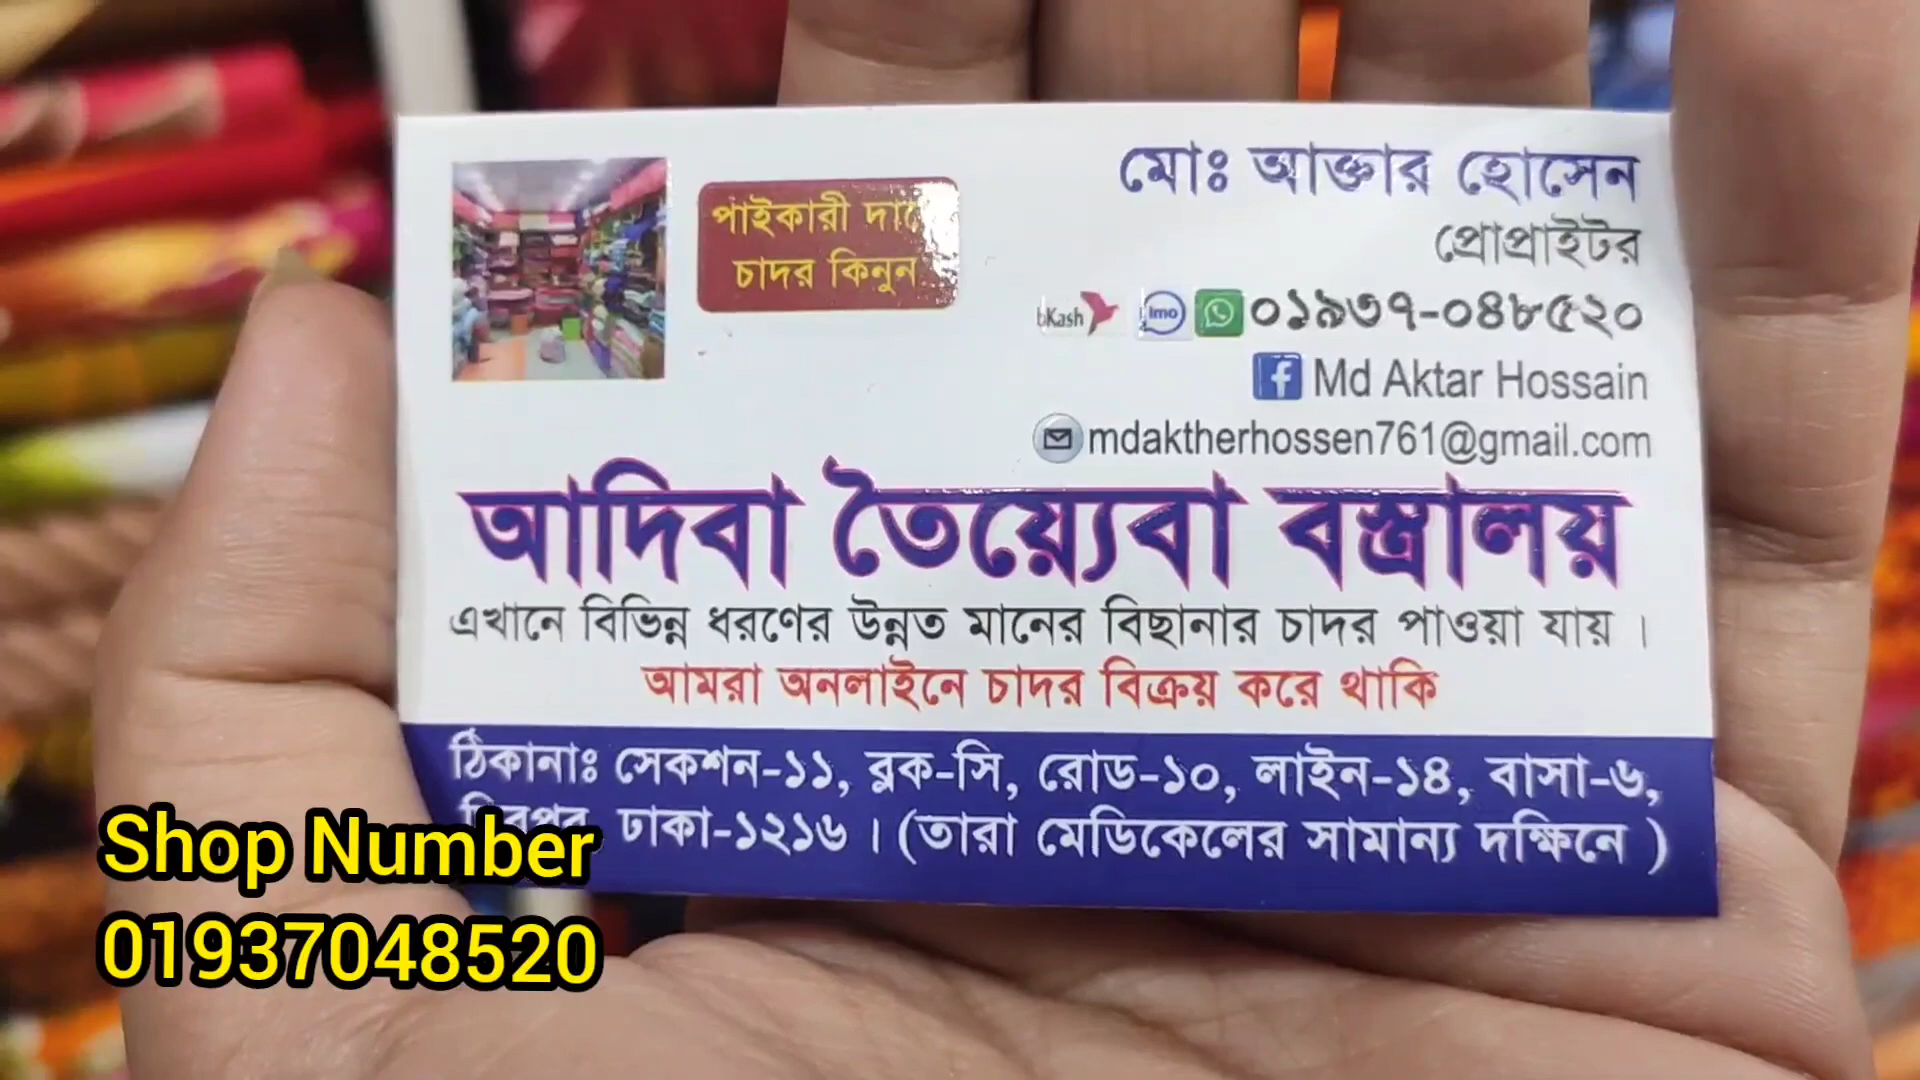 পাইকারী
চাদর কিনুন
মোঃ আক্তার হোসেন
প্রোপ্রাইটর
bKash imo ০১৯৩৭-০৪৮৫২০
f Md Aktar Hossain
mdaktherhossen761@gmail.com
আদিবা তৈয়্যেবা বস্ত্রালয়
এখানে বিভিন্ন ধরণের উন্নত মানের বিছানার চাদর পাওয়া যায় ।
আমরা অনলাইনে চাদর বিক্রয় করে থাকি
ঠিকানাঃ সেকশন-১১, ব্লক-সি, রোড-১০, লাইন-১৪, বাসা-৬,
ঢাকা-১২১৬ । (তারা মেডিকেলের সামান্য দক্ষিনে )
Shop Number
01937048520